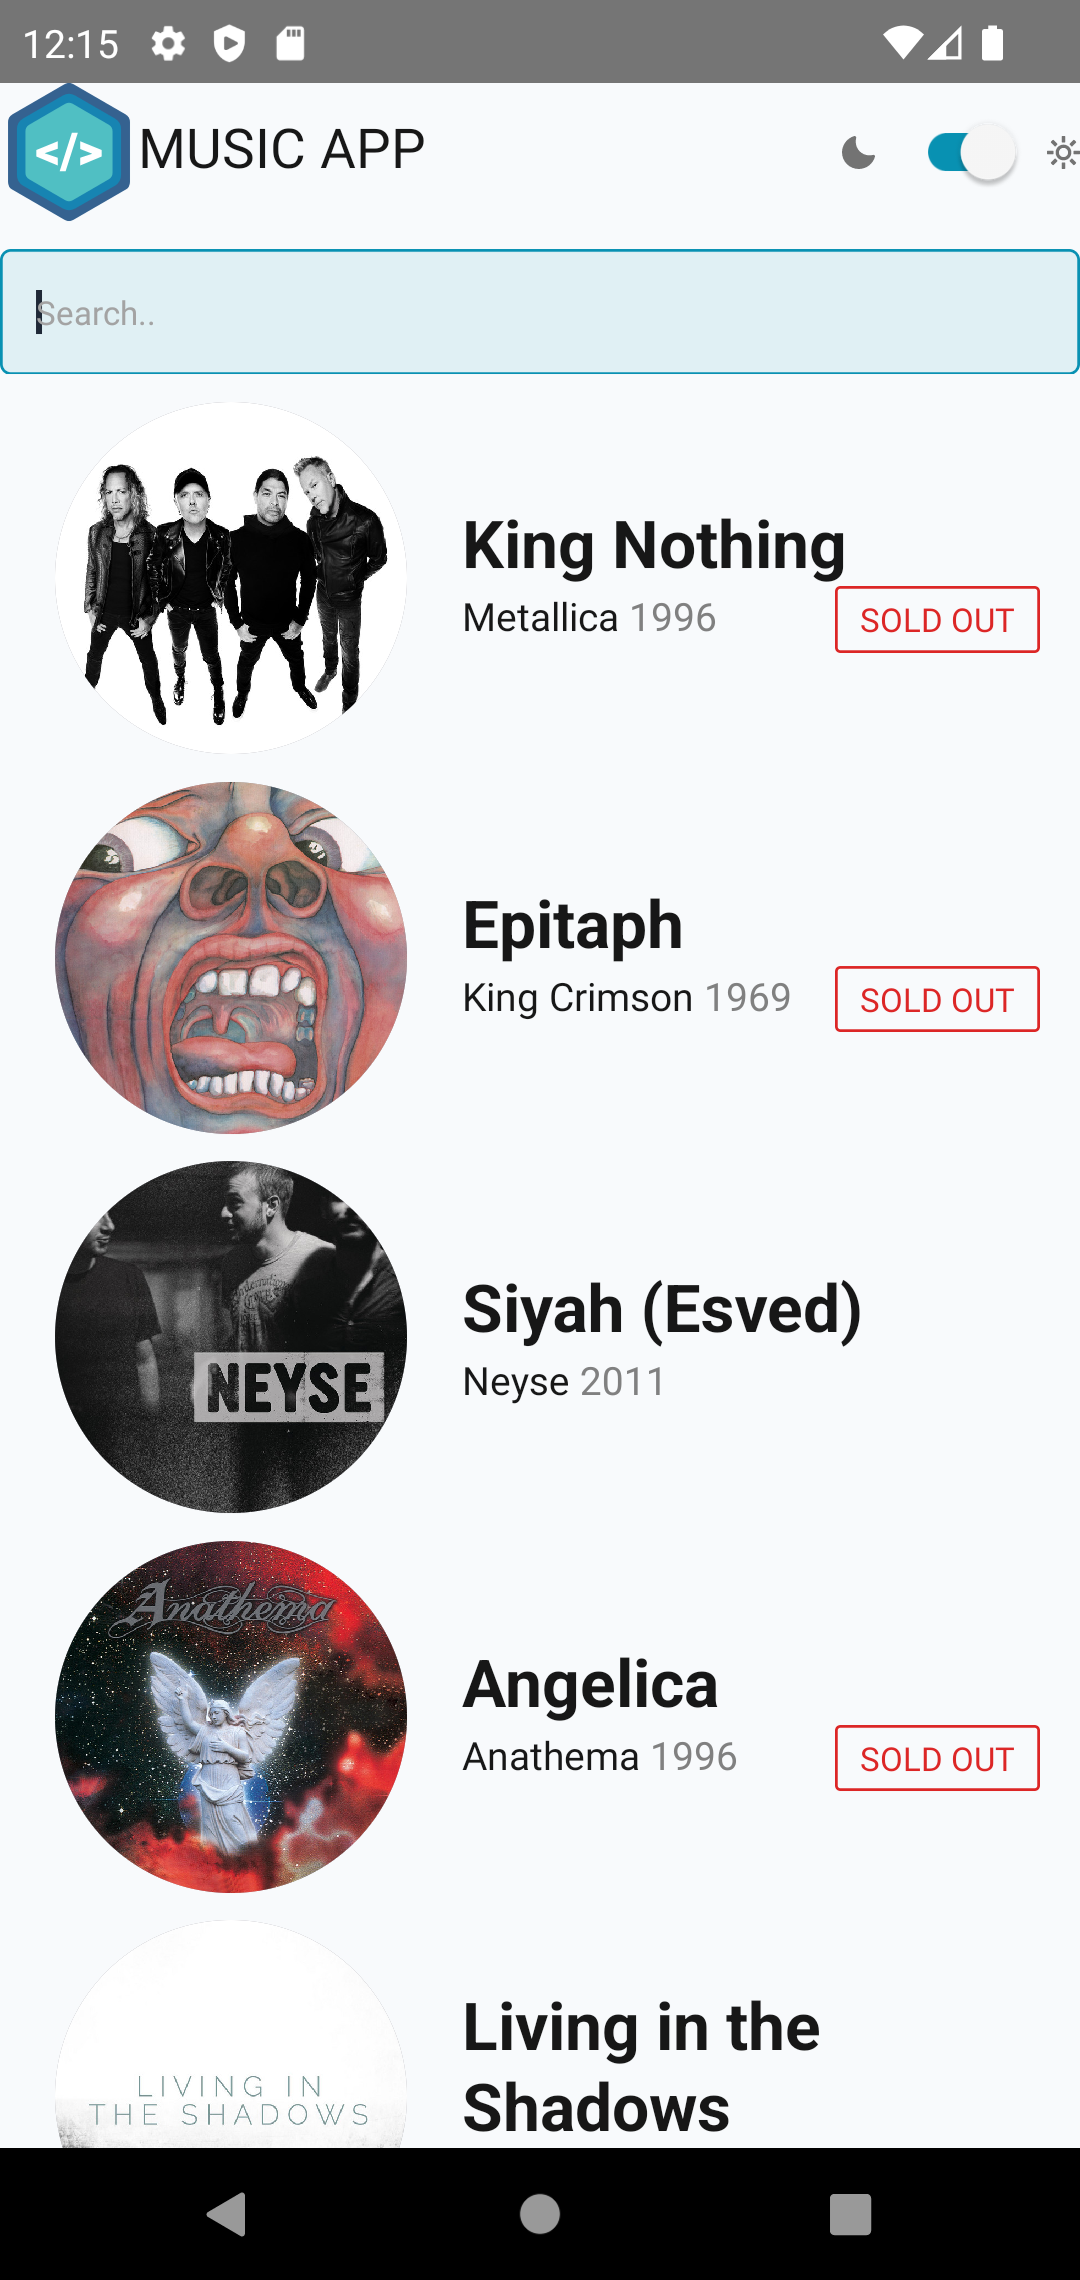 12:15
</> MUSIC APP
Search..
King Nothing
Metallica 1996
SOLD OUT
Epitaph
King Crimson 1969
SOLD OUT
NEYSE
Siyah (Esved)
Neyse 2011
Anathema
Angelica
Anathema 1996
SOLD OUT
LIVING IN
THE SHADOWS
Living in the
Shadows